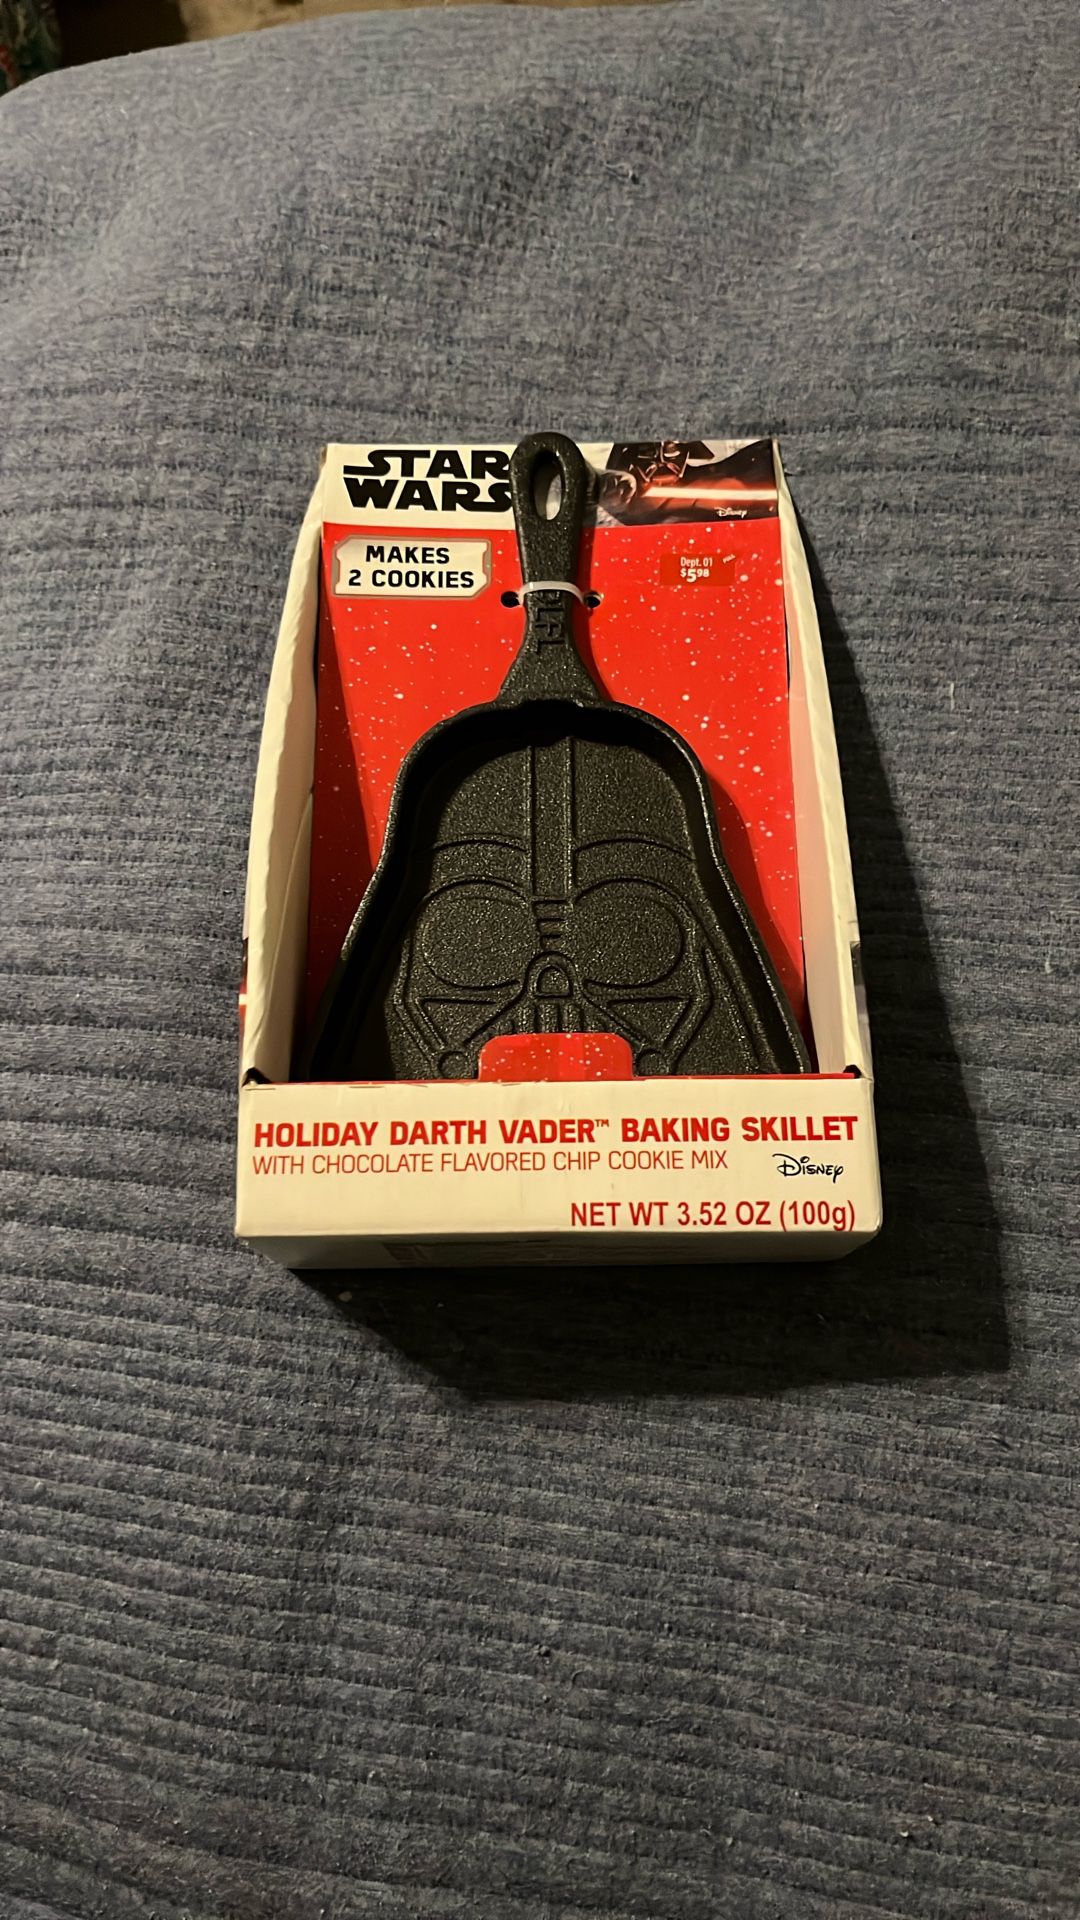 STAR
WARS
Disney
MAKES
2 COOKIES
Dept. 01
$5.98
HOLIDAY DARTH VADER™ BAKING SKILLET
WITH CHOCOLATE FLAVORED CHIP COOKIE MIX
Disney
NET WT 3.52 OZ (100g)